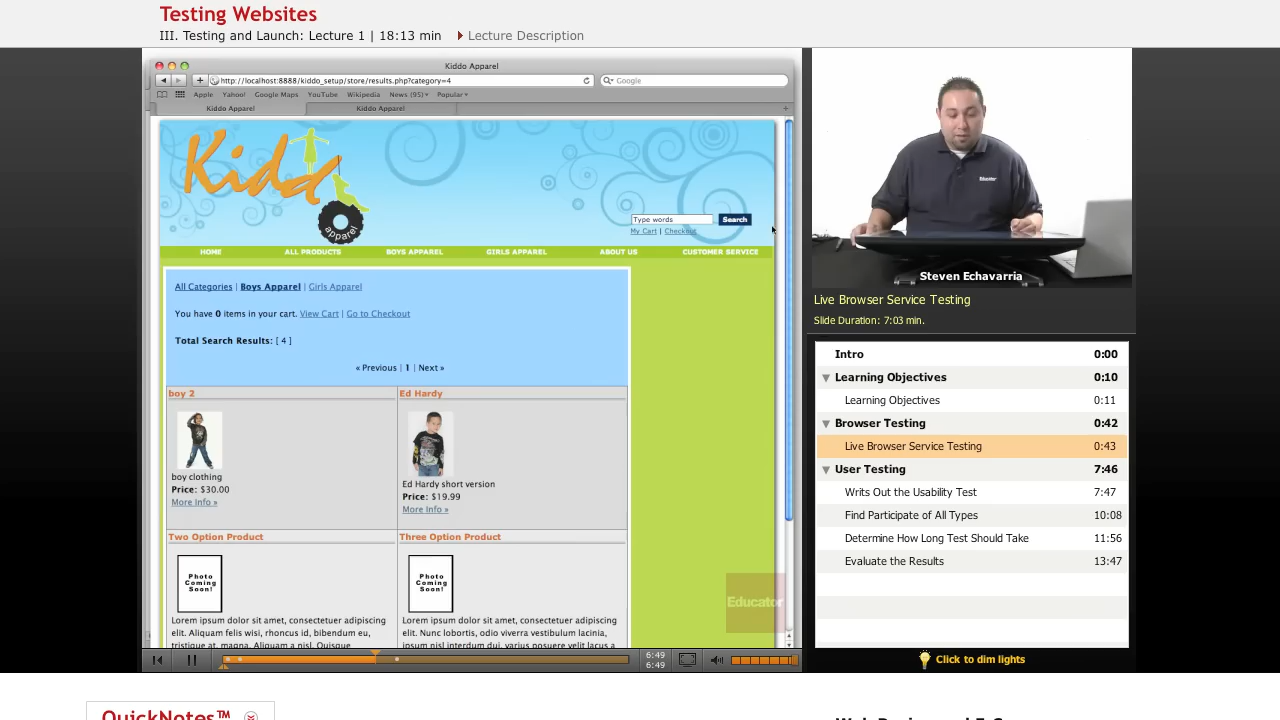 Testing Websites
III. Testing and Launch: Lecture 1 | 18:13 min Lecture Description
Kiddo Apparel
http://localhost:8888/kiddo_setup/store/results.php?category=4
Google
Apple Yahoo! Google Maps YouTube Wikipedia News (95) Popular
Kiddo Apparel Kiddo Apparel
Kiddo
apparel
Type words Search
My Cart | Checkout
HOME ALL PRODUCTS BOYS APPAREL GIRLS APPAREL ABOUT US CUSTOMER SERVICE
All Categories | Boys Apparel | Girls Apparel
You have 0 items in your cart. View Cart | Go to Checkout
Total Search Results: [ 4 ]
« Previous | 1 | Next »
boy 2 Ed Hardy
boy clothing
Price: $30.00
More Info »
Ed Hardy short version
Price: $19.99
More Info »
Two Option Product Three Option Product
Photo
Coming
Soon!
Photo
Coming
Soon!
Lorem ipsum dolor sit amet, consectetuer adipiscing
elit. Aliquam felis wisi, rhoncus id, bibendum eu,
tristique at, magna. Aliquam a nisl. Quisque
Lorem ipsum dolor sit amet, consectetuer adipiscing
elit. Nunc lobortis, odio viverra vestibulum lacinia,
ipsum nisl interdum dui, varius posuere velit lacus
Educator
6:49
6:49
Educator
Steven Echavarria
Live Browser Service Testing
Slide Duration: 7:03 min.
Intro 0:00
Learning Objectives 0:10
Learning Objectives 0:11
Browser Testing 0:42
Live Browser Service Testing 0:43
User Testing 7:46
Writs Out the Usability Test 7:47
Find Participate of All Types 10:08
Determine How Long Test Should Take 11:56
Evaluate the Results 13:47
Click to dim lights
QuickNotes™